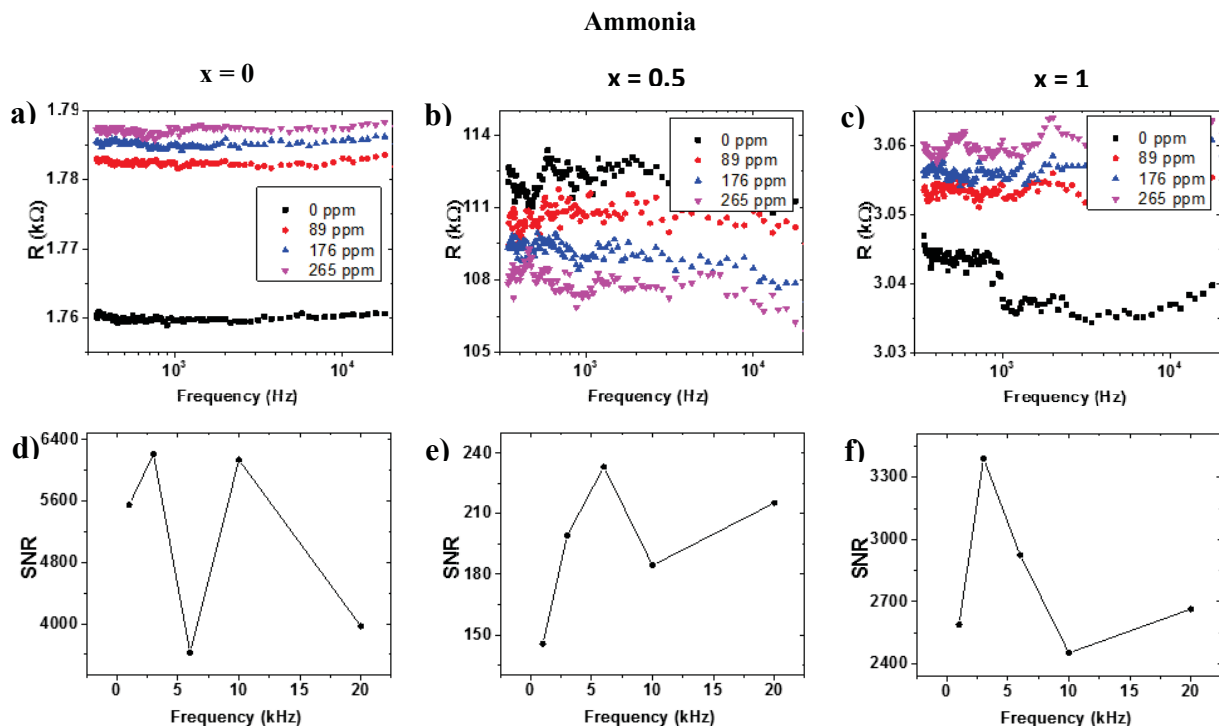 Ammonia
x = 0
x = 0.5
x = 1
a)
1.79
1.78
1.77
1.76
R (kΩ)
0 ppm
89 ppm
176 ppm
265 ppm
10³
10⁴
Frequency (Hz)
b)
114
111
108
105
R (kΩ)
0 ppm
89 ppm
176 ppm
265 ppm
10³
10⁴
Frequency (Hz)
c)
3.06
3.05
3.04
3.03
R (kΩ)
0 ppm
89 ppm
176 ppm
265 ppm
10³
10⁴
Frequency (Hz)
d)
6400
5600
4800
4000
SNR
0 5 10 15 20
Frequency (kHz)
e)
240
210
180
150
SNR
0 5 10 15 20
Frequency (kHz)
f)
3300
3000
2700
2400
SNR
0 5 10 15 20
Frequency (kHz)